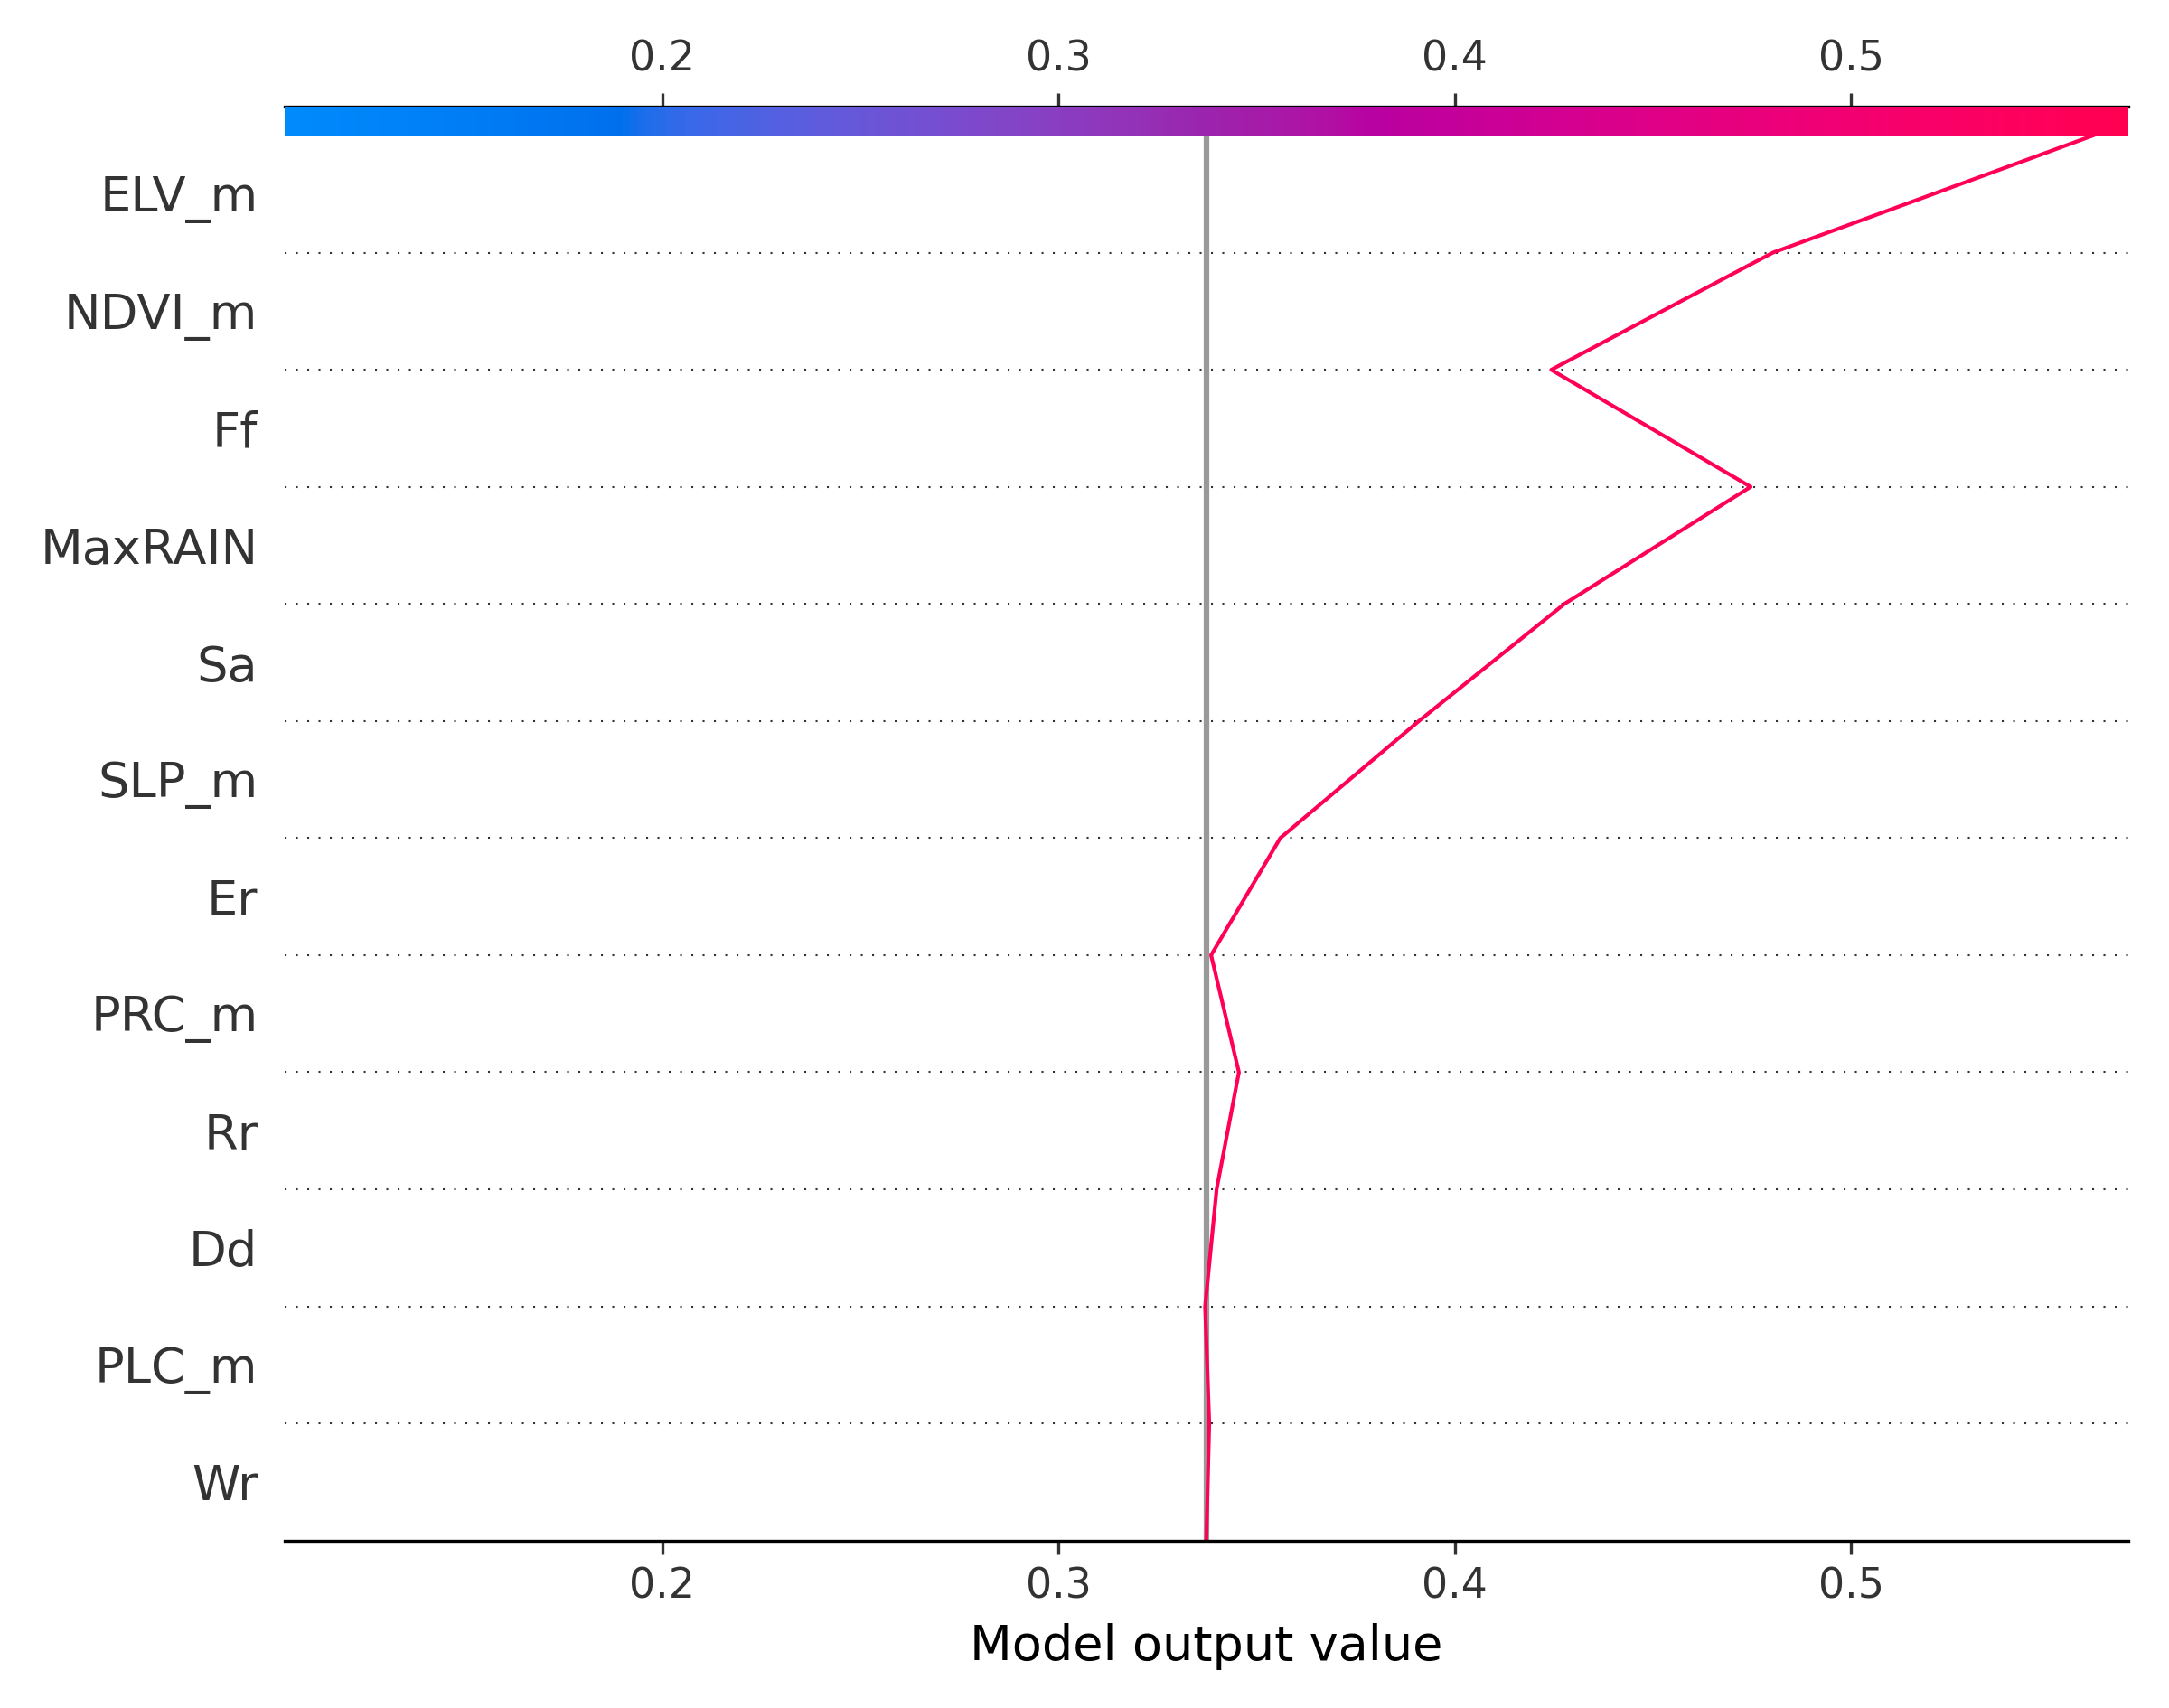 0.2 0.3 0.4 0.5
ELV_m
NDVI_m
Ff
MaxRAIN
Sa
SLP_m
Er
PRC_m
Rr
Dd
PLC_m
Wr
0.2 0.3 0.4 0.5
Model output value